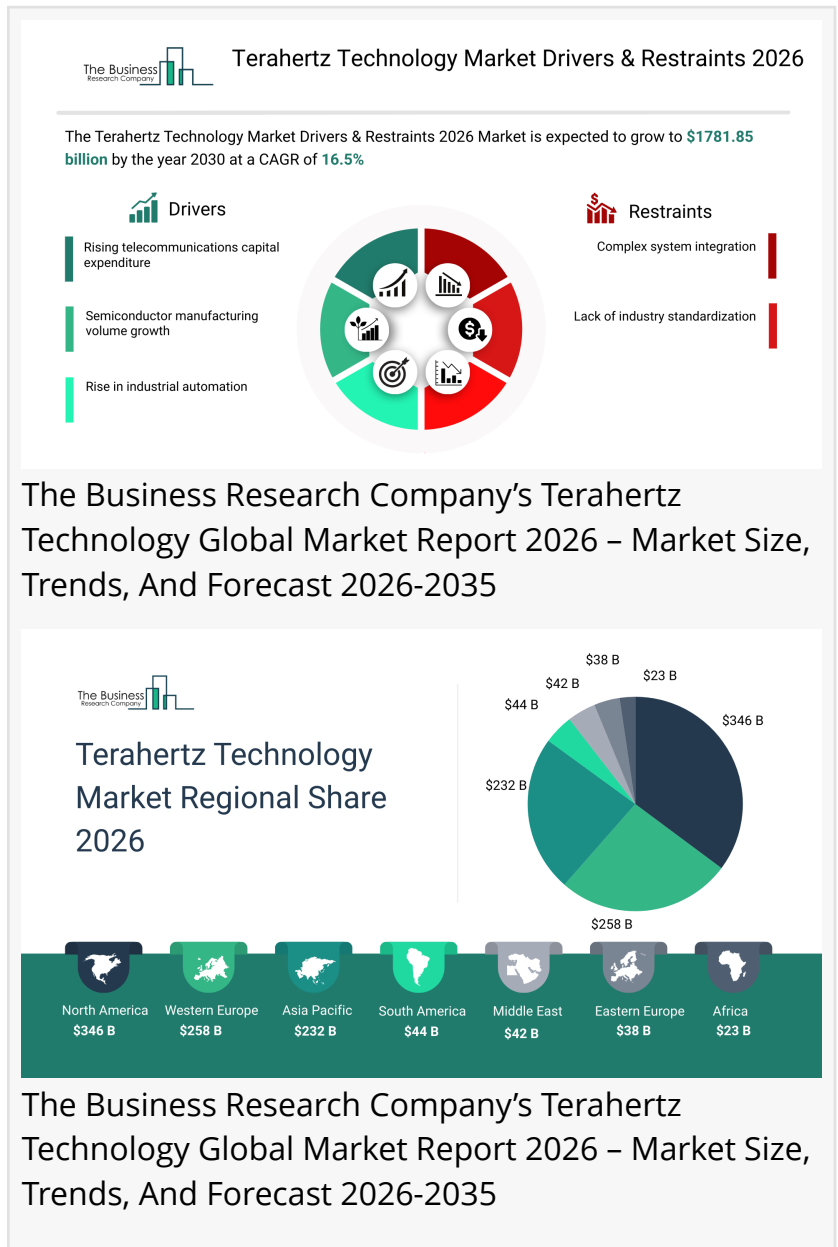 The Business
Research Company
Terahertz Technology Market Drivers & Restraints 2026
The Terahertz Technology Market Drivers & Restraints 2026 Market is expected to grow to $1781.85
billion by the year 2030 at a CAGR of 16.5%
Drivers
Rising telecommunications capital
expenditure
Semiconductor manufacturing
volume growth
Rise in industrial automation
Restraints
Complex system integration
Lack of industry standardization
The Business Research Company’s Terahertz
Technology Global Market Report 2026 – Market Size,
Trends, And Forecast 2026-2035
The Business
Research Company
Terahertz Technology
Market Regional Share
2026
$38 B
$23 B
$42 B
$44 B
$346 B
$232 B
$258 B
North America
$346 B
Western Europe
$258 B
Asia Pacific
$232 B
South America
$44 B
Middle East
$42 B
Eastern Europe
$38 B
Africa
$23 B
The Business Research Company’s Terahertz
Technology Global Market Report 2026 – Market Size,
Trends, And Forecast 2026-2035